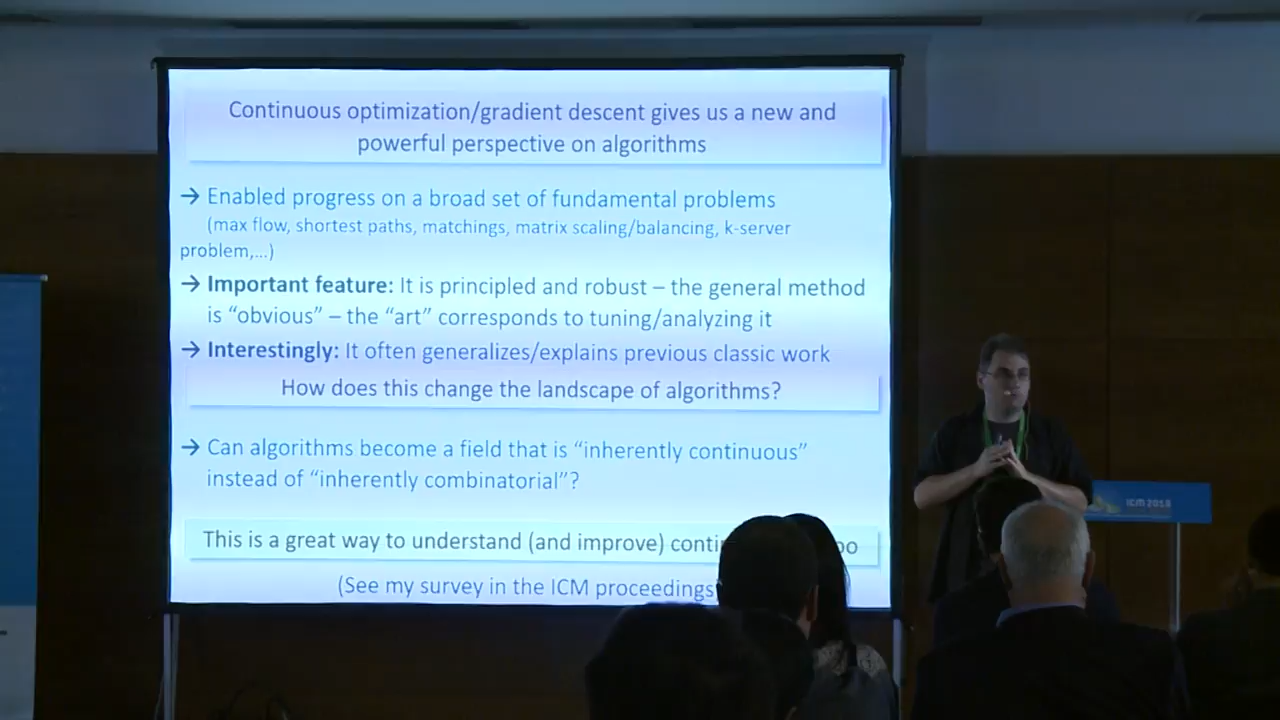 Continuous optimization/gradient descent gives us a new and
powerful perspective on algorithms
→ Enabled progress on a broad set of fundamental problems
(max flow, shortest paths, matchings, matrix scaling/balancing, k-server
problem,...)
→ Important feature: It is principled and robust – the general method
is “obvious” – the “art” corresponds to tuning/analyzing it
→ Interestingly: It often generalizes/explains previous classic work
How does this change the landscape of algorithms?
→ Can algorithms become a field that is “inherently continuous”
instead of “inherently combinatorial”?
This is a great way to understand (and improve)
(See my survey in the ICM proceedings
ICM 2018